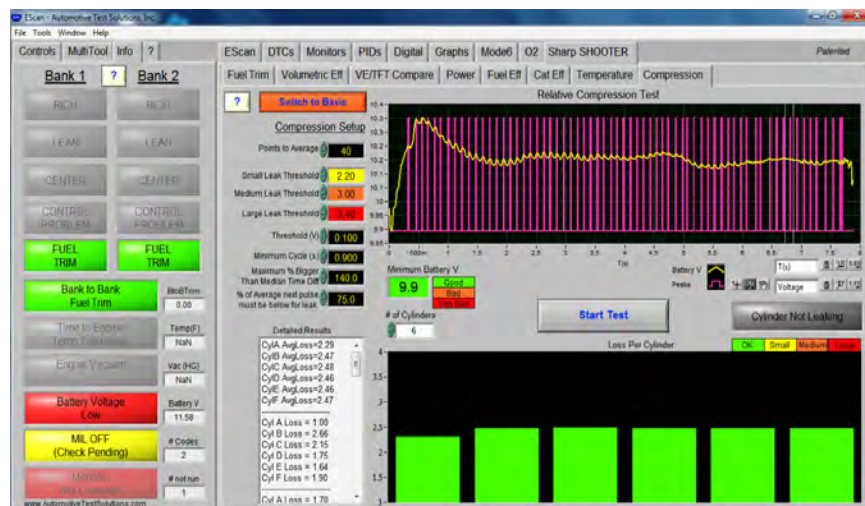 EScan - Automotive Test Solutions, Inc.
File Tools Window Help
Controls MultiTool Info ?
EScan DTCs Monitors PIDs Digital Graphs Mode6 O2 Sharp SHOOTER Patented
Fuel Trim Volumetric Eff VE/TFT Compare Power Fuel Eff Cat Eff Temperature Compression
Bank 1 ? Bank 2
RICH RICH
LEAN LEAN
CENTER CENTER
CONTROL PROBLEM CONTROL PROBLEM
FUEL TRIM FUEL TRIM
Bank to Bank Fuel Trim
BtoBTrim
0.00
Time to Engine
Temp(F)
NaN
Engine Vacuum
Vac (HG)
NaN
Battery Voltage Low
Battery V
11.58
MIL OFF (Check Pending)
# Codes
2
# not run
1
www.AutomotiveTestSolutions.com
? Switch to Basic
Compression Setup
Points to Average 40
Small Leak Threshold 2.20
Medium Leak Threshold 3.00
Large Leak Threshold 3.40
Threshold (V) 0.100
Minimum Cycle (s) 0.900
Maximum % Bigger Than Median Time Diff 140.0
% of Average next pulse must be below for leak 75.0
Detailed Results
CylA AvgLoss=2.29
CylB AvgLoss=2.47
CylC AvgLoss=2.48
CylD AvgLoss=2.46
CylE AvgLoss=2.46
CylF AvgLoss=2.47
Cyl A Loss = 1.00
Cyl B Loss = 2.66
Cyl C Loss = 2.15
Cyl D Loss = 1.75
Cyl E Loss = 1.64
Cyl F Loss = 1.90
Cyl A Loss = 1.70
Relative Compression Test
10.4
10.3
10.2
10.1
10
9.95
9.85
0 500m 1 1.5 2 2.5 3 3.5 4 4.5 5 5.5 6 6.5 7 7.5 8
T(s)
Minimum Battery V
9.9
Good
Bad
Very Bad
Battery V
Peaks
T(s)
Voltage
# of Cylinders
6
Start Test
Cylinder Not Leaking
Loss Per Cylinder
OK Small Medium Large
4
3.5
3
2.5
2
1.5
1